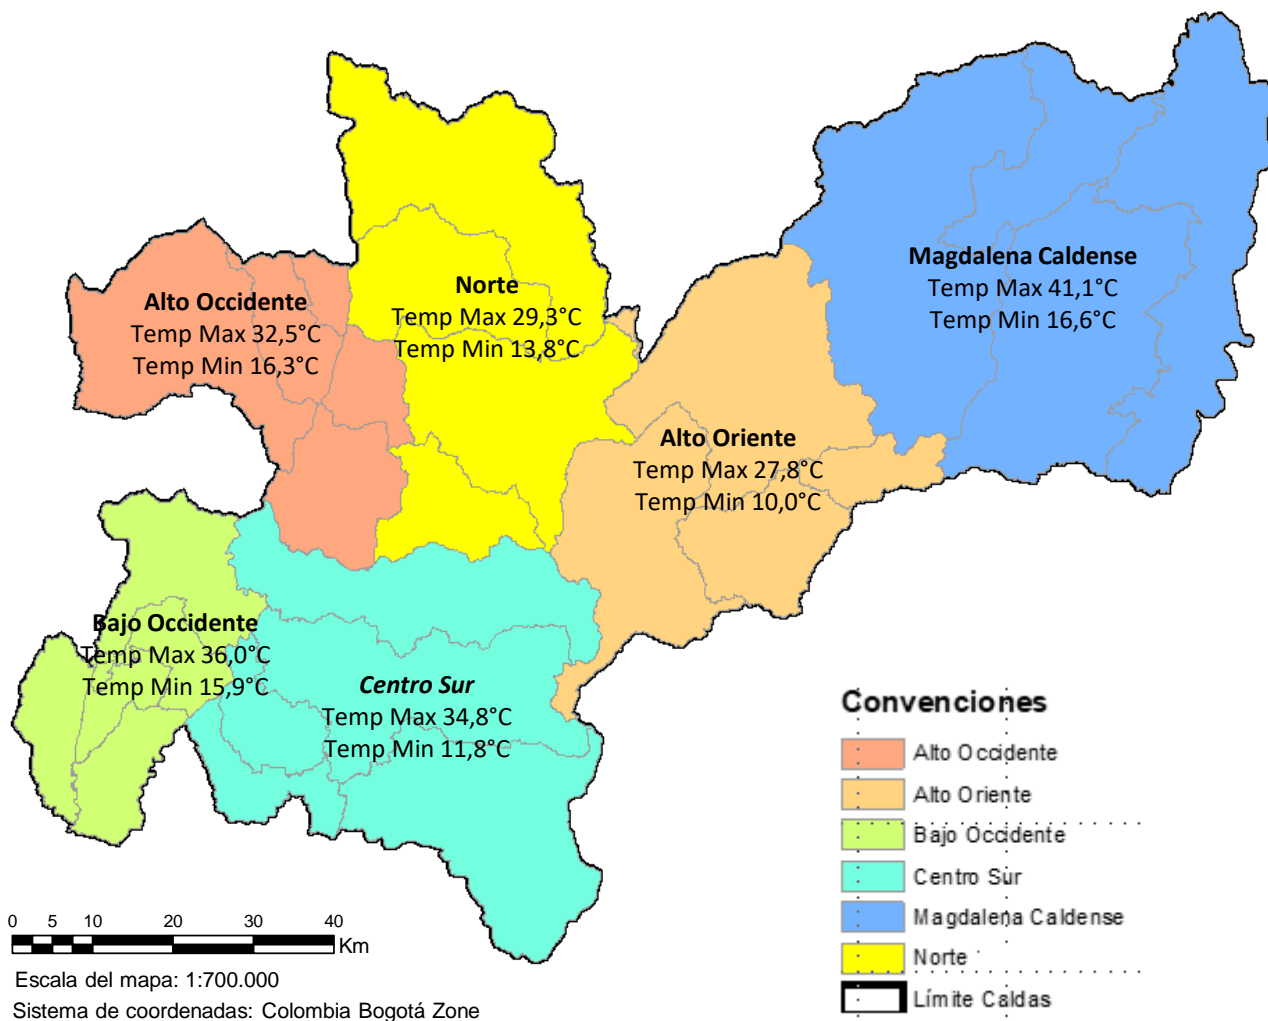 Magdalena Caldense
Temp Max 41,1°C
Temp Min 16,6°C
Norte
Temp Max 29,3°C
Temp Min 13,8°C
Alto Occidente
Temp Max 32,5°C
Temp Min 16,3°C
Alto Oriente
Temp Max 27,8°C
Temp Min 10,0°C
Bajo Occidente
Temp Max 36,0°C
Temp Min 15,9°C
Centro Sur
Temp Max 34,8°C
Temp Min 11,8°C
Convenciones
Alto Occidente
Alto Oriente
Bajo Occidente
Centro Sur
Magdalena Caldense
Norte
Límite Caldas
0 5 10 20 30 40
Km
Escala del mapa: 1:700.000
Sistema de coordenadas: Colombia Bogotá Zone